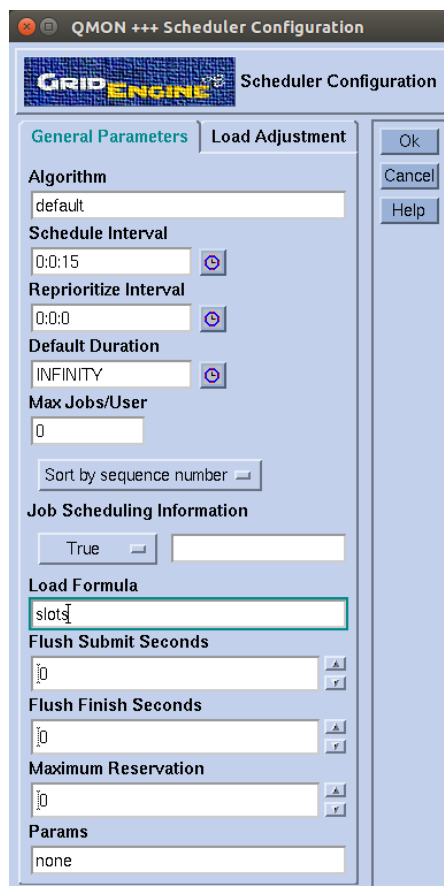 QMON +++ Scheduler Configuration
GRID ENGINE
Scheduler Configuration
General Parameters
Load Adjustment
Ok
Cancel
Help
Algorithm
default
Schedule Interval
0:0:15
Reprioritize Interval
0:0:0
Default Duration
INFINITY
Max Jobs/User
0
Sort by sequence number
Job Scheduling Information
True
Load Formula
slots
Flush Submit Seconds
0
Flush Finish Seconds
0
Maximum Reservation
0
Params
none